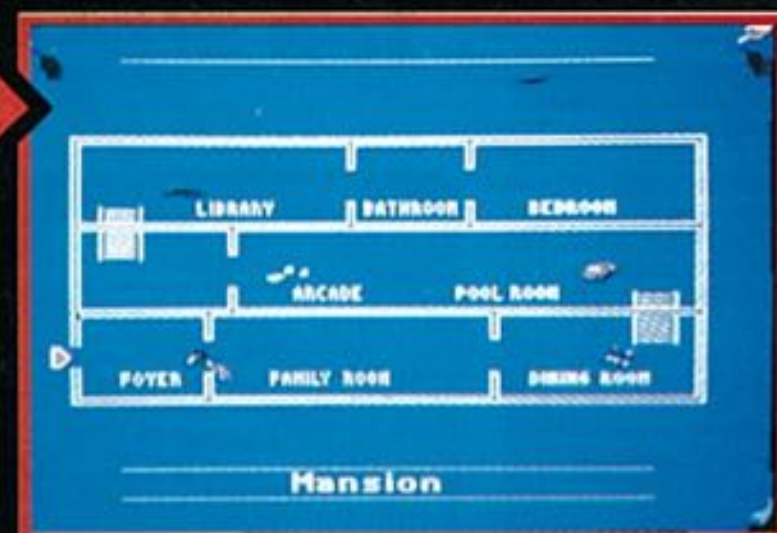 LIBRARY BATHROOM BEDROOM
ARCADE POOL ROOM
FOYER FAMILY ROOM DINING ROOM
Mansion